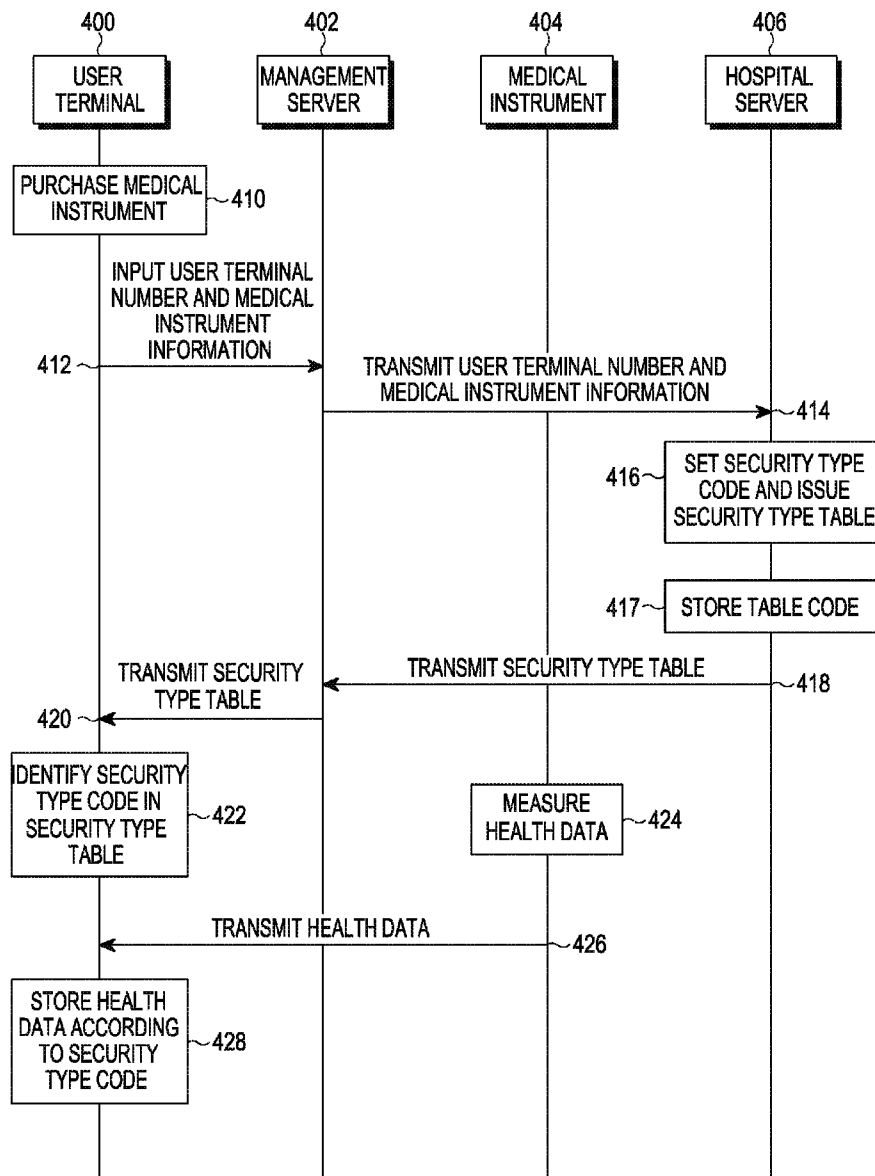 400
402
404
406
USER
TERMINAL
MANAGEMENT
SERVER
MEDICAL
INSTRUMENT
HOSPITAL
SERVER
PURCHASE MEDICAL
INSTRUMENT
410
INPUT USER TERMINAL
NUMBER AND MEDICAL
INSTRUMENT
INFORMATION
412
TRANSMIT USER TERMINAL NUMBER AND
MEDICAL INSTRUMENT INFORMATION
414
416
SET SECURITY TYPE
CODE AND ISSUE
SECURITY TYPE TABLE
417
STORE TABLE CODE
TRANSMIT SECURITY TYPE TABLE
418
TRANSMIT SECURITY
TYPE TABLE
420
IDENTIFY SECURITY
TYPE CODE IN
SECURITY TYPE
TABLE
422
MEASURE
HEALTH DATA
424
TRANSMIT HEALTH DATA
426
STORE HEALTH
DATA ACCORDING
TO SECURITY
TYPE CODE
428